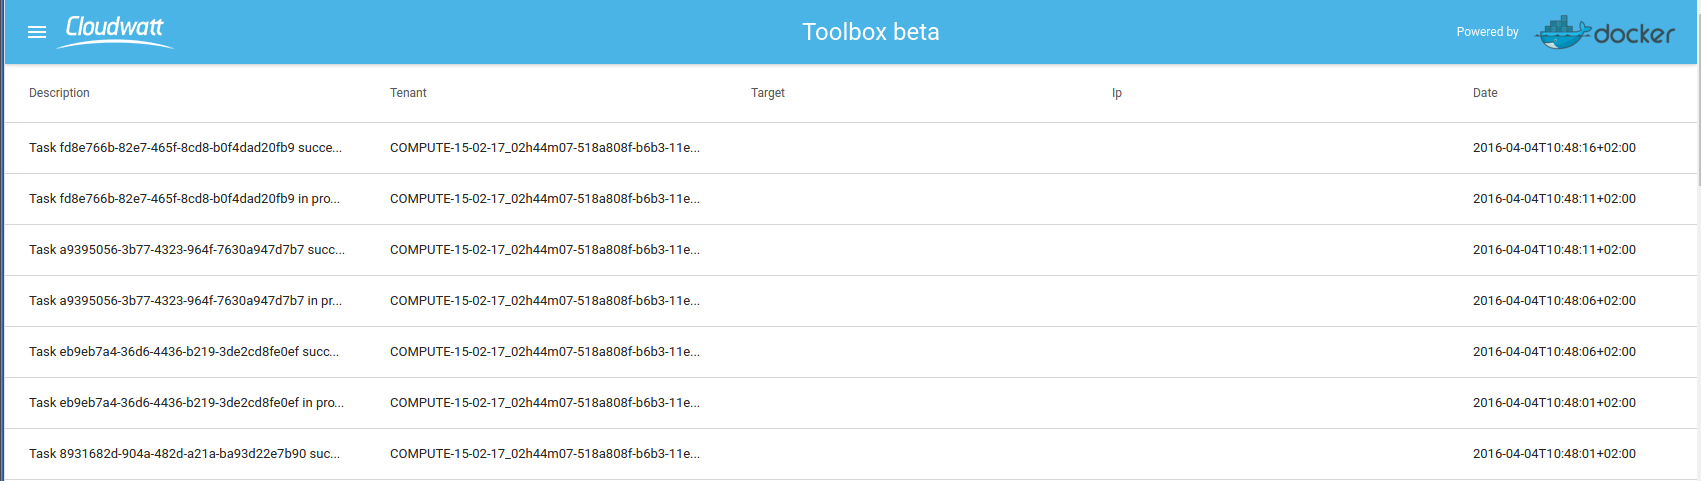 Cloudwatt Toolbox beta Powered by docker
Description Tenant Target Ip Date
Task fd8e766b-82e7-465f-8cd8-b0f4dad20fb9 succe... COMPUTE-15-02-17_02h44m07-518a808f-b6b3-11e... 2016-04-04T10:48:16+02:00
Task fd8e766b-82e7-465f-8cd8-b0f4dad20fb9 in pro... COMPUTE-15-02-17_02h44m07-518a808f-b6b3-11e... 2016-04-04T10:48:11+02:00
Task a9395056-3b77-4323-964f-7630a947d7b7 succ... COMPUTE-15-02-17_02h44m07-518a808f-b6b3-11e... 2016-04-04T10:48:11+02:00
Task a9395056-3b77-4323-964f-7630a947d7b7 in pr... COMPUTE-15-02-17_02h44m07-518a808f-b6b3-11e... 2016-04-04T10:48:06+02:00
Task eb9eb7a4-36d6-4436-b219-3de2cd8fe0ef succ... COMPUTE-15-02-17_02h44m07-518a808f-b6b3-11e... 2016-04-04T10:48:06+02:00
Task eb9eb7a4-36d6-4436-b219-3de2cd8fe0ef in pro... COMPUTE-15-02-17_02h44m07-518a808f-b6b3-11e... 2016-04-04T10:48:01+02:00
Task 8931682d-904a-482d-a21a-ba93d22e7b90 suc... COMPUTE-15-02-17_02h44m07-518a808f-b6b3-11e... 2016-04-04T10:48:01+02:00